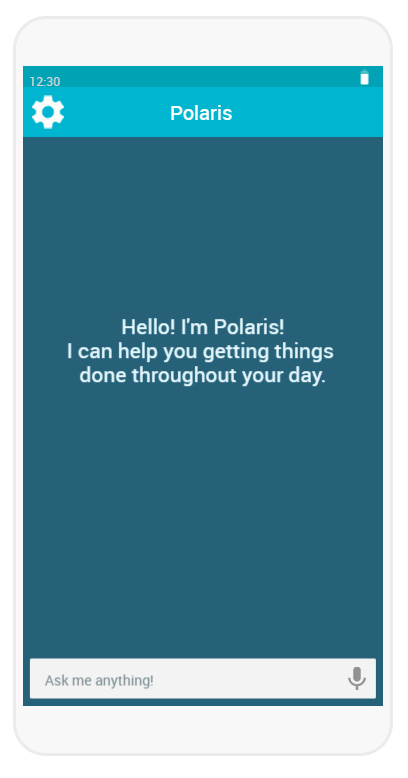 12:30
Polaris
Hello! I'm Polaris!
I can help you getting things
done throughout your day.
Ask me anything!